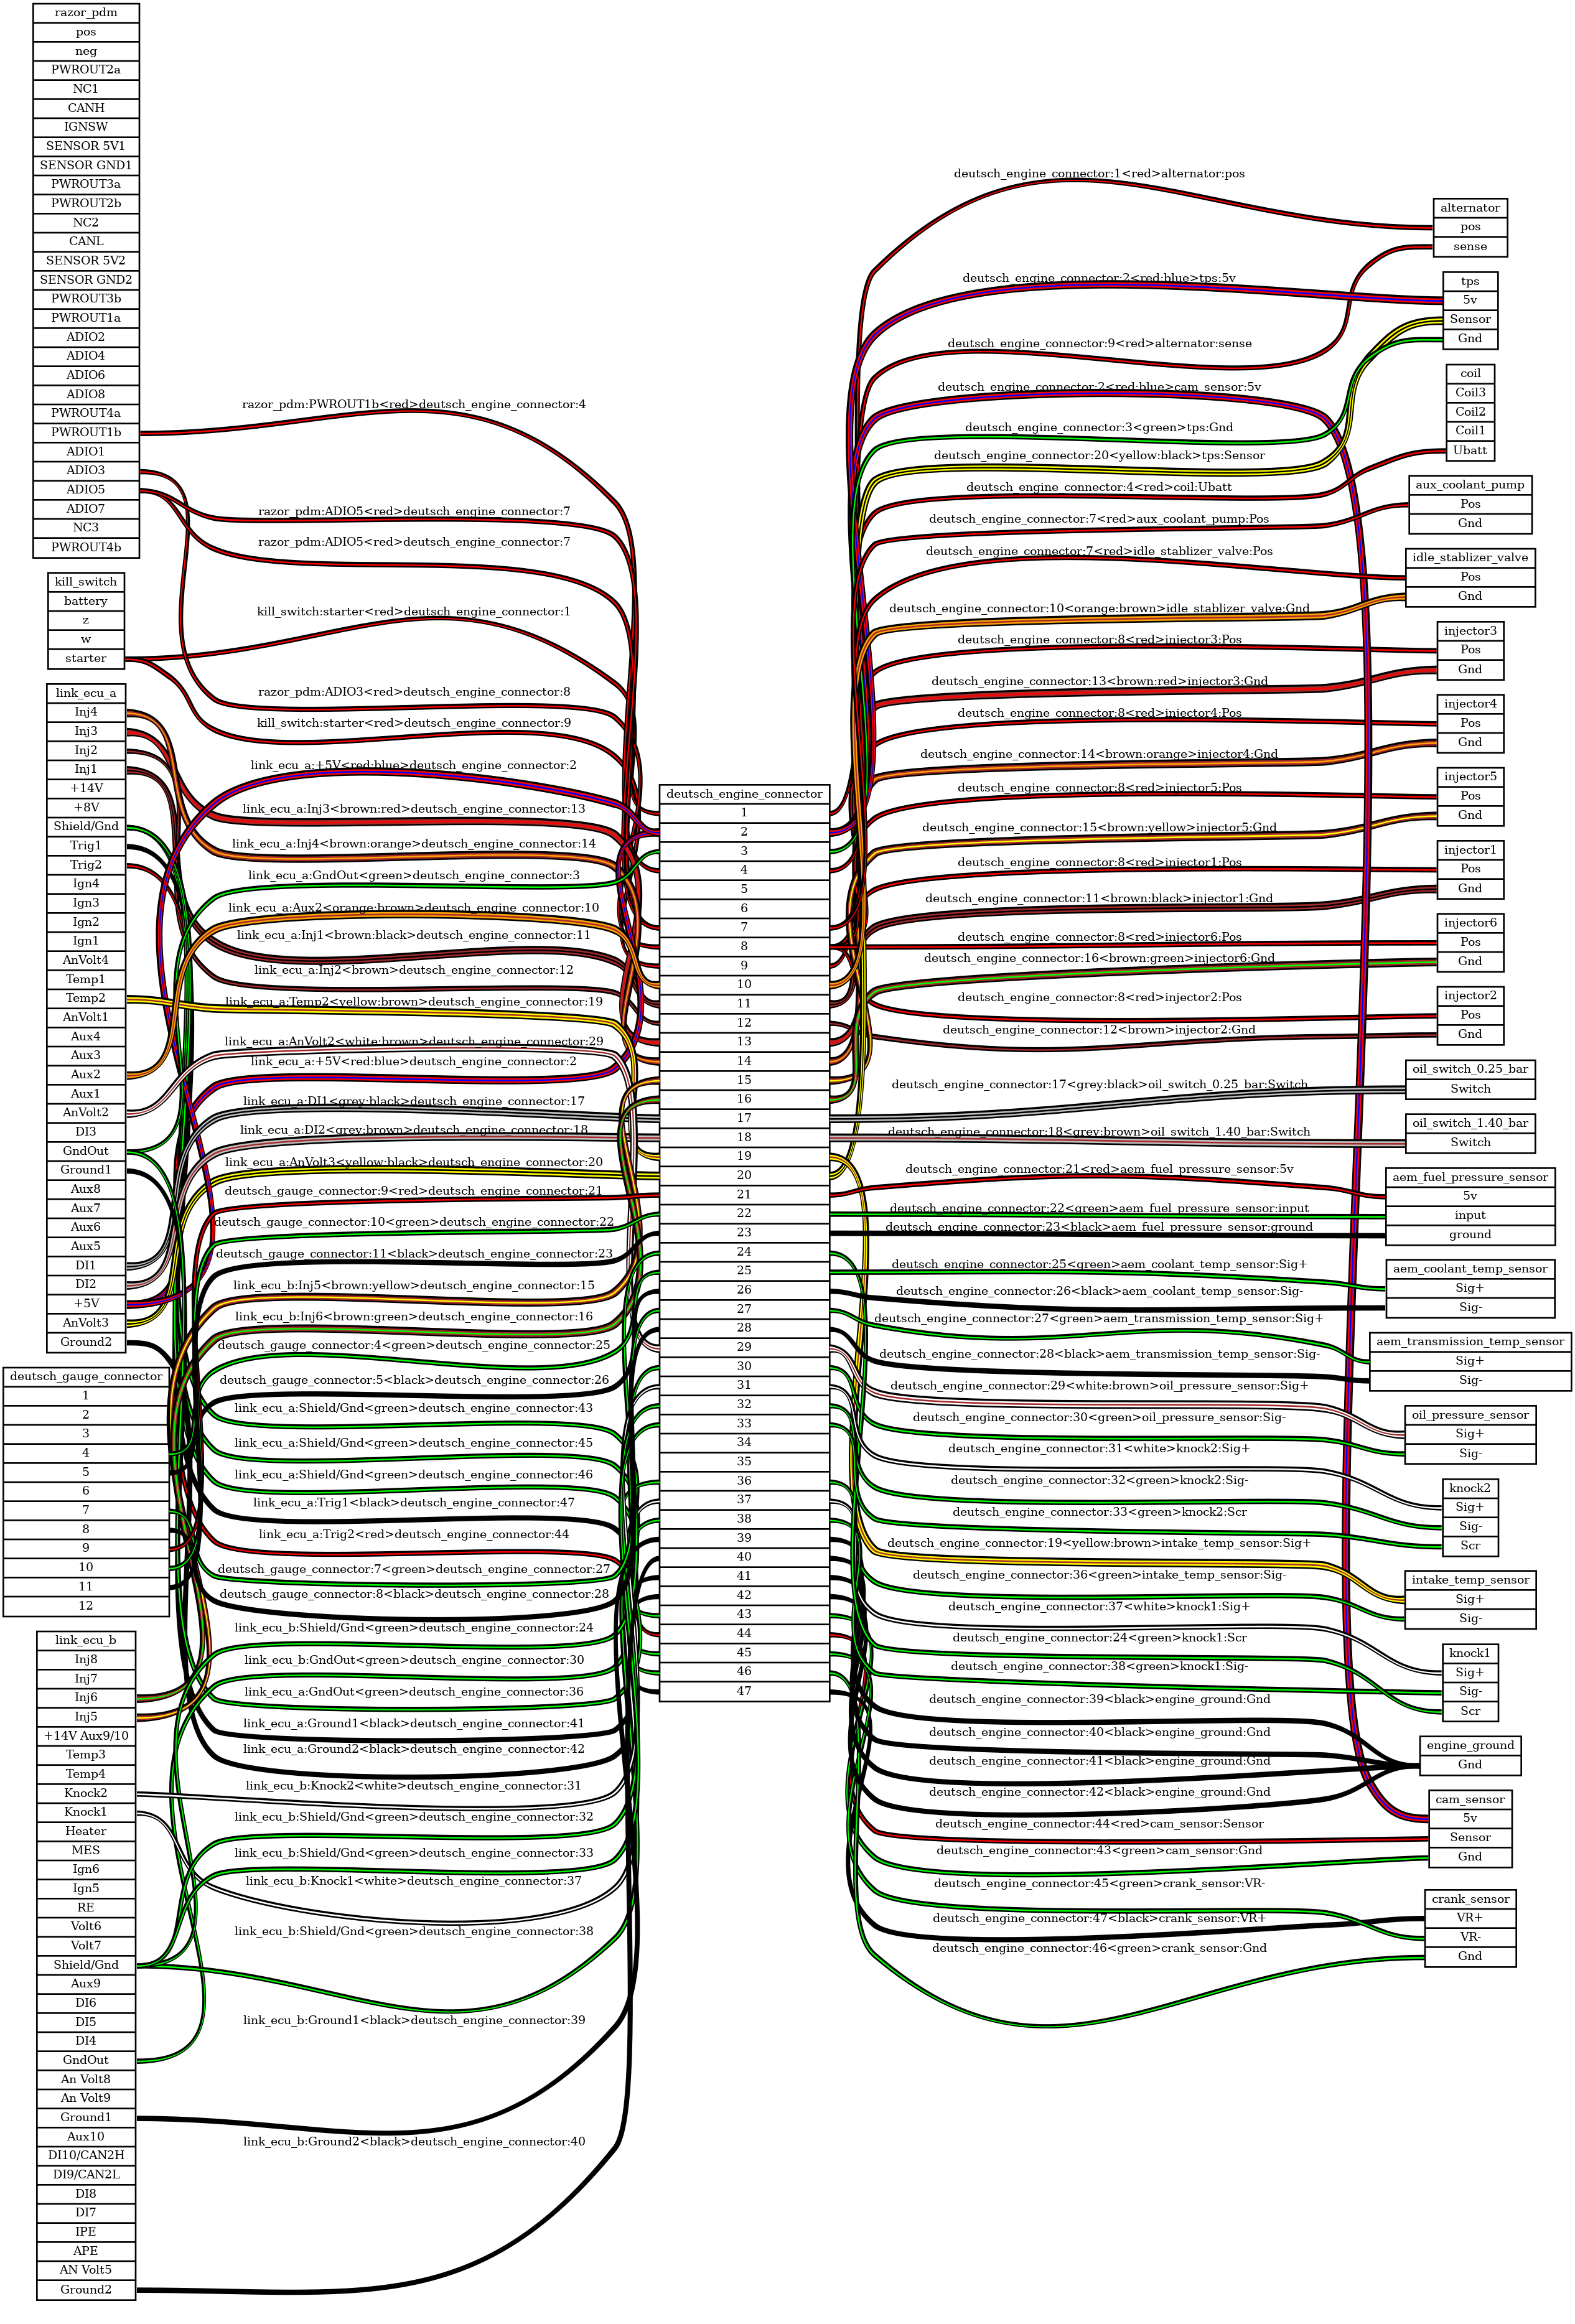 razor_pdm
pos
neg
PWROUT2a
NC1
CANH
IGNSW
SENSOR 5V1
SENSOR GND1
PWROUT3a
PWROUT2b
NC2
CANL
SENSOR 5V2
SENSOR GND2
PWROUT3b
PWROUT1a
ADIO2
ADIO4
ADIO6
ADIO8
PWROUT4a
PWROUT1b
ADIO1
ADIO3
ADIO5
ADIO7
NC3
PWROUT4b
kill_switch
battery
z
w
starter
link_ecu_a
Inj4
Inj3
Inj2
Inj1
+14V
+8V
Shield/Gnd
Trig1
Trig2
Ign4
Ign3
Ign2
Ign1
AnVolt4
Temp1
Temp2
AnVolt1
Aux4
Aux3
Aux2
Aux1
AnVolt2
DI3
GndOut
Ground1
Aux8
Aux7
Aux6
Aux5
DI1
DI2
+5V
AnVolt3
Ground2
deutsch_gauge_connector
1
2
3
4
5
6
7
8
9
10
11
12
link_ecu_b
Inj8
Inj7
Inj6
Inj5
+14V Aux9/10
Temp3
Temp4
Knock2
Knock1
Heater
MES
Ign6
Ign5
RE
Volt6
Volt7
Shield/Gnd
Aux9
DI6
DI5
DI4
GndOut
An Volt8
An Volt9
Ground1
Aux10
DI10/CAN2H
DI9/CAN2L
DI8
DI7
IPE
APE
AN Volt5
Ground2
razor_pdm:PWROUT1b<red>deutsch_engine_connector:4
razor_pdm:ADIO5<red>deutsch_engine_connector:7
razor_pdm:ADIO5<red>deutsch_engine_connector:7
kill_switch:starter<red>deutsch_engine_connector:1
razor_pdm:ADIO3<red>deutsch_engine_connector:8
kill_switch:starter<red>deutsch_engine_connector:9
link_ecu_a:+5V<red:blue>deutsch_engine_connector:2
link_ecu_a:Inj3<brown:red>deutsch_engine_connector:13
link_ecu_a:Inj4<brown:orange>deutsch_engine_connector:14
link_ecu_a:GndOut<green>deutsch_engine_connector:3
link_ecu_a:Aux2<orange:brown>deutsch_engine_connector:10
link_ecu_a:Inj1<brown:black>deutsch_engine_connector:11
link_ecu_a:Inj2<brown>deutsch_engine_connector:12
link_ecu_a:Temp2<yellow:brown>deutsch_engine_connector:19
link_ecu_a:AnVolt2<white:brown>deutsch_engine_connector:29
link_ecu_a:+5V<red:blue>deutsch_engine_connector:2
link_ecu_a:DI1<grey:black>deutsch_engine_connector:17
link_ecu_a:DI2<grey:brown>deutsch_engine_connector:18
link_ecu_a:AnVolt3<yellow:black>deutsch_engine_connector:20
deutsch_gauge_connector:9<red>deutsch_engine_connector:21
deutsch_gauge_connector:10<green>deutsch_engine_connector:22
deutsch_gauge_connector:11<black>deutsch_engine_connector:23
link_ecu_b:Inj5<brown:yellow>deutsch_engine_connector:15
link_ecu_b:Inj6<brown:green>deutsch_engine_connector:16
deutsch_gauge_connector:4<green>deutsch_engine_connector:25
deutsch_gauge_connector:5<black>deutsch_engine_connector:26
link_ecu_a:Shield/Gnd<green>deutsch_engine_connector:43
link_ecu_a:Shield/Gnd<green>deutsch_engine_connector:45
link_ecu_a:Shield/Gnd<green>deutsch_engine_connector:46
link_ecu_a:Trig1<black>deutsch_engine_connector:47
link_ecu_a:Trig2<red>deutsch_engine_connector:44
deutsch_gauge_connector:7<green>deutsch_engine_connector:27
deutsch_gauge_connector:8<black>deutsch_engine_connector:28
link_ecu_b:Shield/Gnd<green>deutsch_engine_connector:24
link_ecu_b:GndOut<green>deutsch_engine_connector:30
link_ecu_a:GndOut<green>deutsch_engine_connector:36
link_ecu_a:Ground1<black>deutsch_engine_connector:41
link_ecu_a:Ground2<black>deutsch_engine_connector:42
link_ecu_b:Knock2<white>deutsch_engine_connector:31
link_ecu_b:Shield/Gnd<green>deutsch_engine_connector:32
link_ecu_b:Shield/Gnd<green>deutsch_engine_connector:33
link_ecu_b:Knock1<white>deutsch_engine_connector:37
link_ecu_b:Shield/Gnd<green>deutsch_engine_connector:38
link_ecu_b:Ground1<black>deutsch_engine_connector:39
link_ecu_b:Ground2<black>deutsch_engine_connector:40
deutsch_engine_connector
1
2
3
4
5
6
7
8
9
10
11
12
13
14
15
16
17
18
19
20
21
22
23
24
25
26
27
28
29
30
31
32
33
34
35
36
37
38
39
40
41
42
43
44
45
46
47
deutsch_engine_connector:1<red>alternator:pos
deutsch_engine_connector:2<red:blue>tps:5v
deutsch_engine_connector:9<red>alternator:sense
deutsch_engine_connector:2<red:blue>cam_sensor:5v
deutsch_engine_connector:3<green>tps:Gnd
deutsch_engine_connector:20<yellow:black>tps:Sensor
deutsch_engine_connector:4<red>coil:Ubatt
deutsch_engine_connector:7<red>aux_coolant_pump:Pos
deutsch_engine_connector:7<red>idle_stablizer_valve:Pos
deutsch_engine_connector:10<orange:brown>idle_stablizer_valve:Gnd
deutsch_engine_connector:8<red>injector3:Pos
deutsch_engine_connector:13<brown:red>injector3:Gnd
deutsch_engine_connector:8<red>injector4:Pos
deutsch_engine_connector:14<brown:orange>injector4:Gnd
deutsch_engine_connector:8<red>injector5:Pos
deutsch_engine_connector:15<brown:yellow>injector5:Gnd
deutsch_engine_connector:8<red>injector1:Pos
deutsch_engine_connector:11<brown:black>injector1:Gnd
deutsch_engine_connector:8<red>injector6:Pos
deutsch_engine_connector:16<brown:green>injector6:Gnd
deutsch_engine_connector:8<red>injector2:Pos
deutsch_engine_connector:12<brown>injector2:Gnd
deutsch_engine_connector:17<grey:black>oil_switch_0.25_bar:Switch
deutsch_engine_connector:18<grey:brown>oil_switch_1.40_bar:Switch
deutsch_engine_connector:21<red>aem_fuel_pressure_sensor:5v
deutsch_engine_connector:22<green>aem_fuel_pressure_sensor:input
deutsch_engine_connector:23<black>aem_fuel_pressure_sensor:ground
deutsch_engine_connector:25<green>aem_coolant_temp_sensor:Sig+
deutsch_engine_connector:26<black>aem_coolant_temp_sensor:Sig-
deutsch_engine_connector:27<green>aem_transmission_temp_sensor:Sig+
deutsch_engine_connector:28<black>aem_transmission_temp_sensor:Sig-
deutsch_engine_connector:29<white:brown>oil_pressure_sensor:Sig+
deutsch_engine_connector:30<green>oil_pressure_sensor:Sig-
deutsch_engine_connector:31<white>knock2:Sig+
deutsch_engine_connector:32<green>knock2:Sig-
deutsch_engine_connector:33<green>knock2:Scr
deutsch_engine_connector:19<yellow:brown>intake_temp_sensor:Sig+
deutsch_engine_connector:36<green>intake_temp_sensor:Sig-
deutsch_engine_connector:37<white>knock1:Sig+
deutsch_engine_connector:24<green>knock1:Scr
deutsch_engine_connector:38<green>knock1:Sig-
deutsch_engine_connector:39<black>engine_ground:Gnd
deutsch_engine_connector:40<black>engine_ground:Gnd
deutsch_engine_connector:41<black>engine_ground:Gnd
deutsch_engine_connector:42<black>engine_ground:Gnd
deutsch_engine_connector:44<red>cam_sensor:Sensor
deutsch_engine_connector:43<green>cam_sensor:Gnd
deutsch_engine_connector:45<green>crank_sensor:VR-
deutsch_engine_connector:47<black>crank_sensor:VR+
deutsch_engine_connector:46<green>crank_sensor:Gnd
alternator
pos
sense
tps
5v
Sensor
Gnd
coil
Coil3
Coil2
Coil1
Ubatt
aux_coolant_pump
Pos
Gnd
idle_stablizer_valve
Pos
Gnd
injector3
Pos
Gnd
injector4
Pos
Gnd
injector5
Pos
Gnd
injector1
Pos
Gnd
injector6
Pos
Gnd
injector2
Pos
Gnd
oil_switch_0.25_bar
Switch
oil_switch_1.40_bar
Switch
aem_fuel_pressure_sensor
5v
input
ground
aem_coolant_temp_sensor
Sig+
Sig-
aem_transmission_temp_sensor
Sig+
Sig-
oil_pressure_sensor
Sig+
Sig-
knock2
Sig+
Sig-
Scr
intake_temp_sensor
Sig+
Sig-
knock1
Sig+
Sig-
Scr
engine_ground
Gnd
cam_sensor
5v
Sensor
Gnd
crank_sensor
VR+
VR-
Gnd